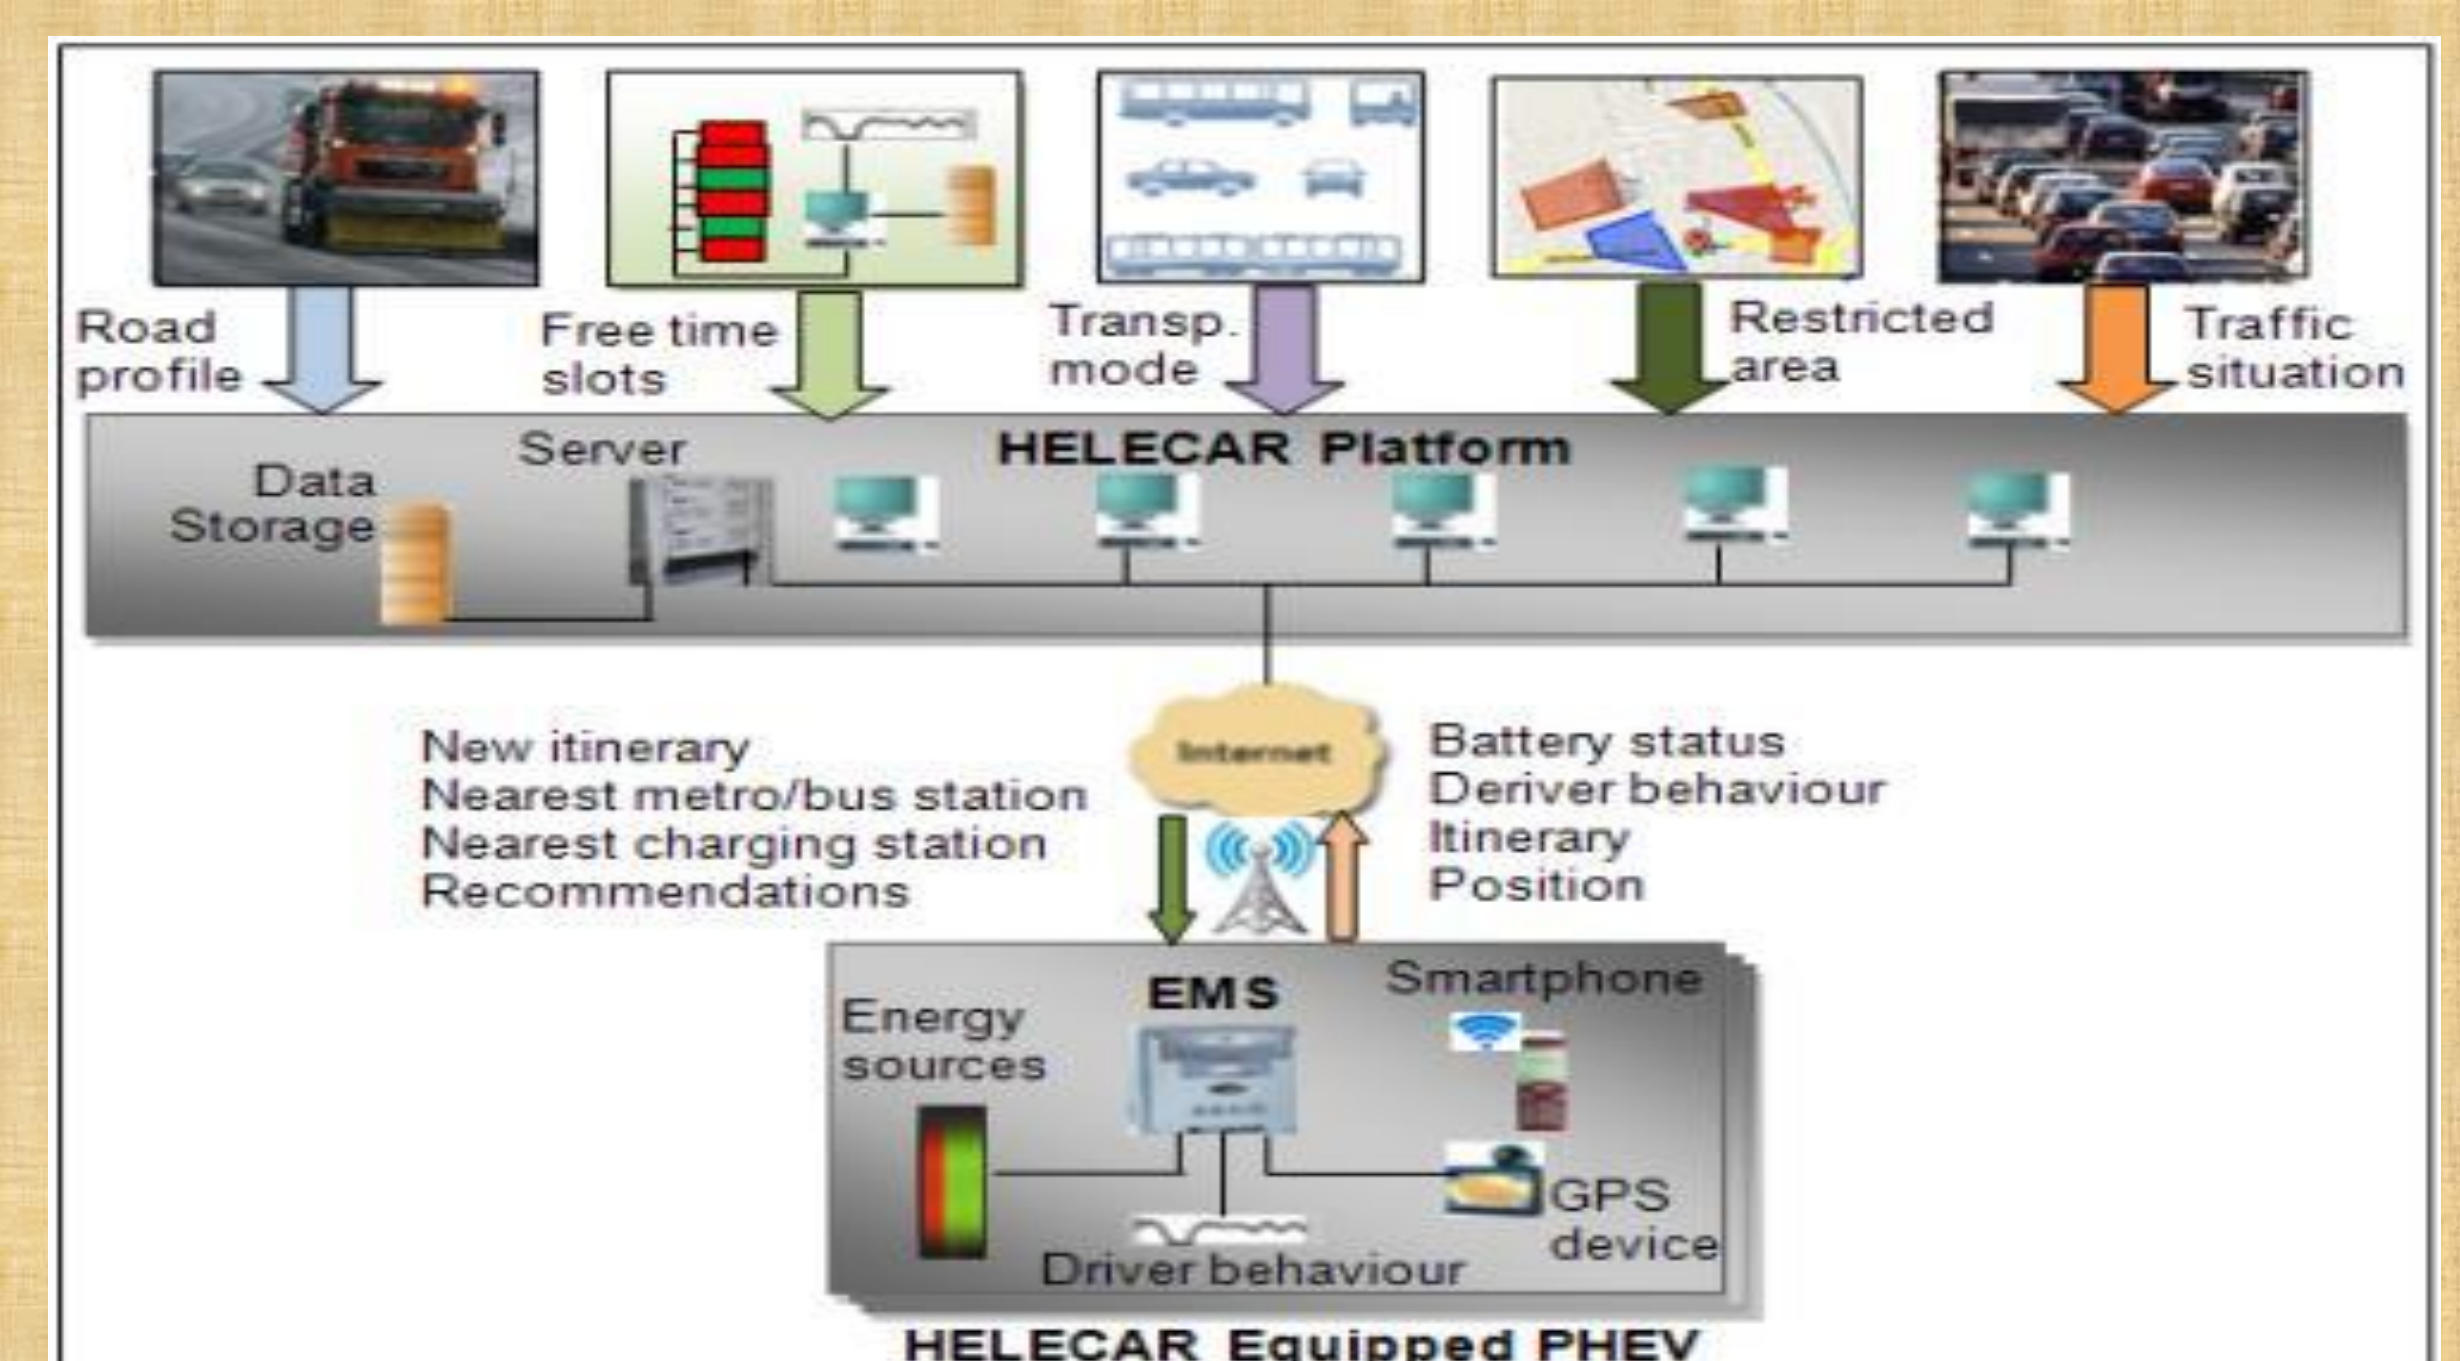 Road
profile
Free time
slots
Transp.
mode
Restricted
area
Traffic
situation
HELECAR Platform
Server
Data
Storage
Internet
New itinerary
Nearest metro/bus station
Nearest charging station
Recommendations
Battery status
Deriver behaviour
Itinerary
Position
EMS
Smartphone
Energy
sources
GPS
device
Driver behaviour
HELECAR Equipped PHEV